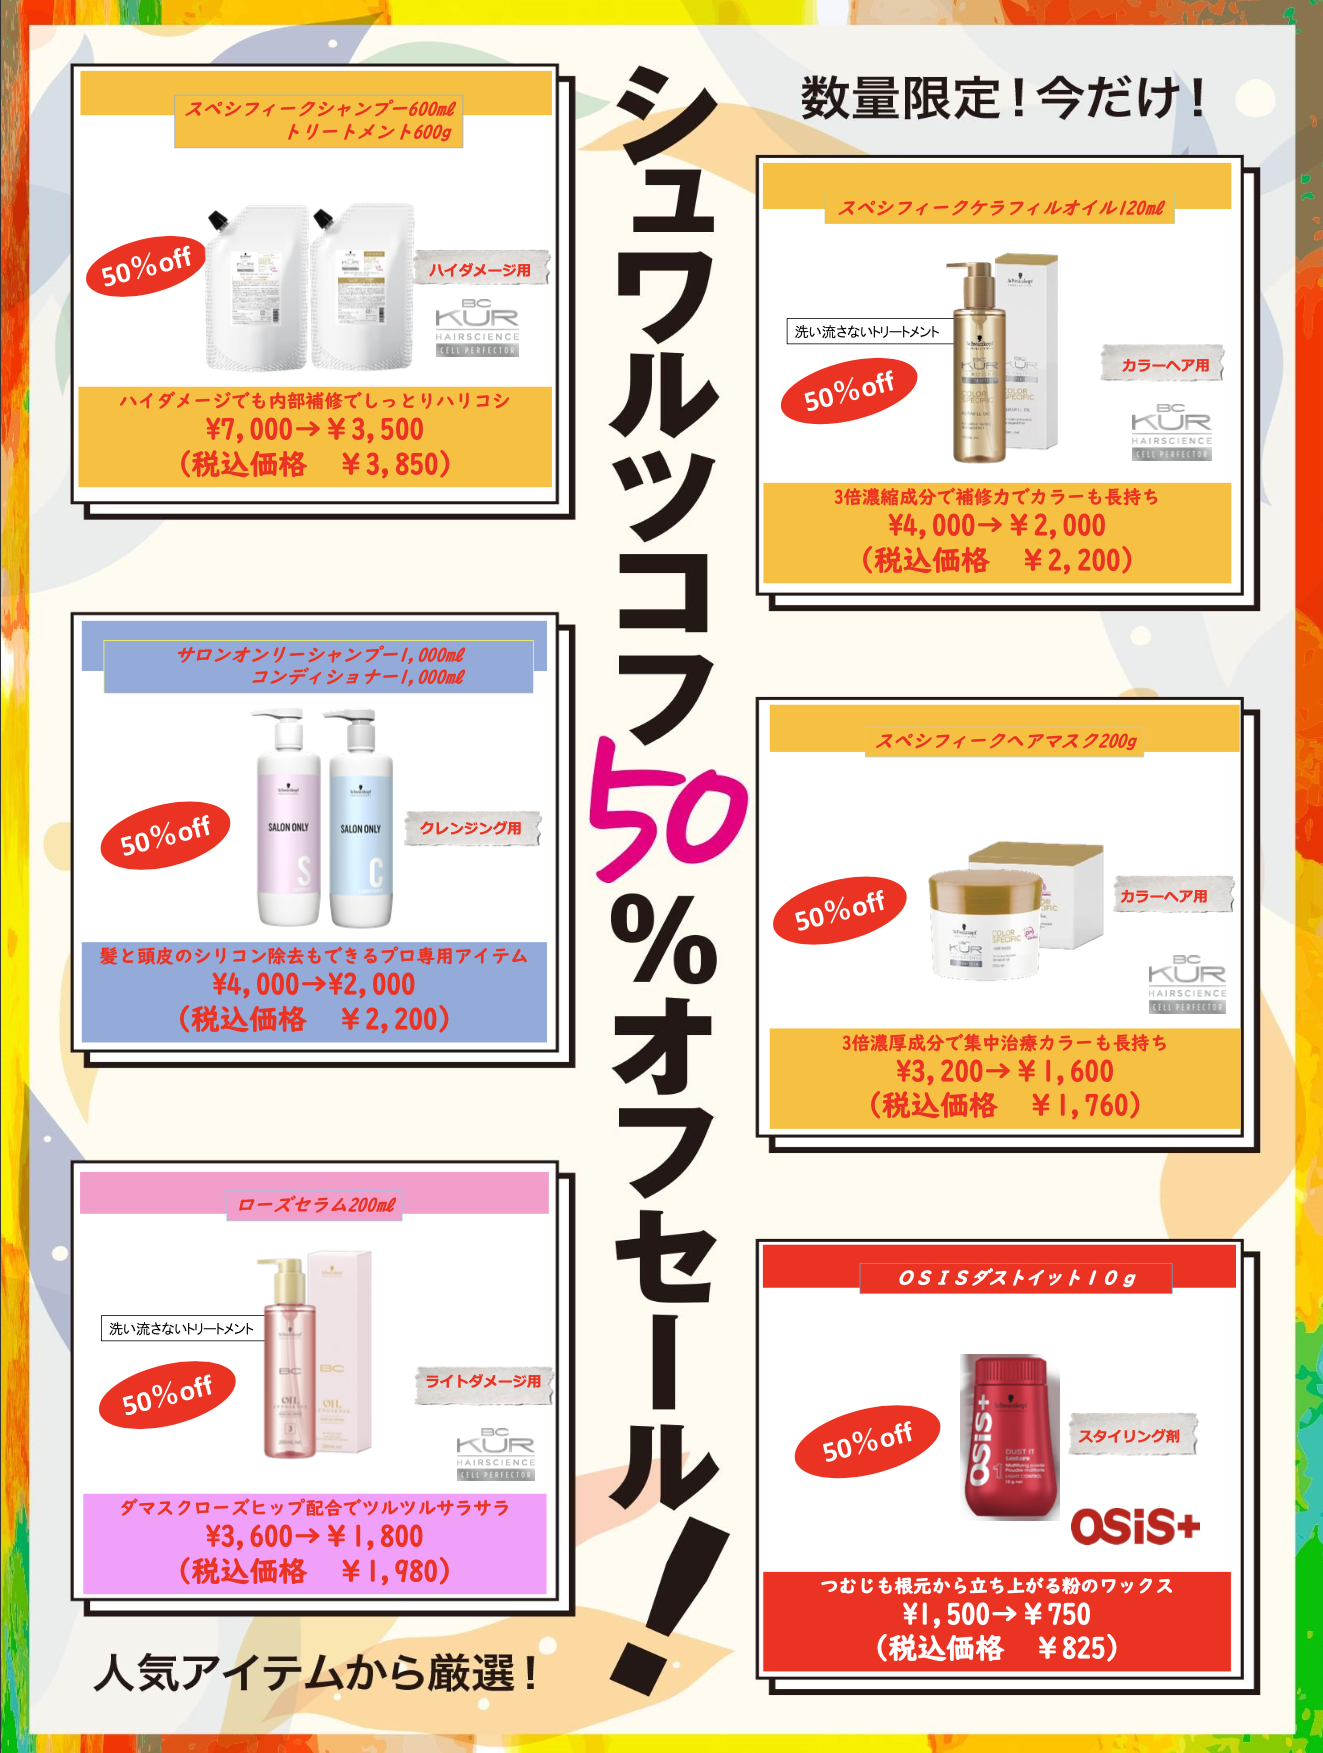 シュワルツコフ50%オフセール!
数量限定!今だけ!
スペシフィークシャンプー600㎖
トリートメント600g
50%off
ハイダメージ用
BC
KUR
HAIRSCIENCE
CELL PERFECTOR
ハイダメージでも内部補修でしっとりハリコシ
¥7,000→¥3,500
(税込価格 ¥3,850)
スペシフィークケラフィルオイル120㎖
洗い流さないトリートメント
50%off
カラーヘア用
BC
KUR
HAIRSCIENCE
CELL PERFECTOR
3倍濃縮成分で補修力でカラーも長持ち
¥4,000→¥2,000
(税込価格 ¥2,200)
サロンオンリーシャンプー1,000㎖
コンディショナー1,000㎖
50%off
SALON ONLY
S
SALON ONLY
C
クレンジング用
髪と頭皮のシリコン除去もできるプロ専用アイテム
¥4,000→¥2,000
(税込価格 ¥2,200)
スペシフィークヘアマスク200g
50%off
COLOR
SPECIFIC
カラーヘア用
BC
KUR
HAIRSCIENCE
CELL PERFECTOR
3倍濃厚成分で集中治療カラーも長持ち
¥3,200→¥1,600
(税込価格 ¥1,760)
ローズセラム200㎖
洗い流さないトリートメント
50%off
BC
OIL
3
BC
OIL
ライトダメージ用
BC
KUR
HAIRSCIENCE
CELL PERFECTOR
ダマスクローズヒップ配合でツルツルサラサラ
¥3,600→¥1,800
(税込価格 ¥1,980)
OSISダストイット10g
50%off
OSiS+
1
DUST IT
スタイリング剤
OSiS+
つむじも根元から立ち上がる粉のワックス
¥1,500→¥750
(税込価格 ¥825)
人気アイテムから厳選!